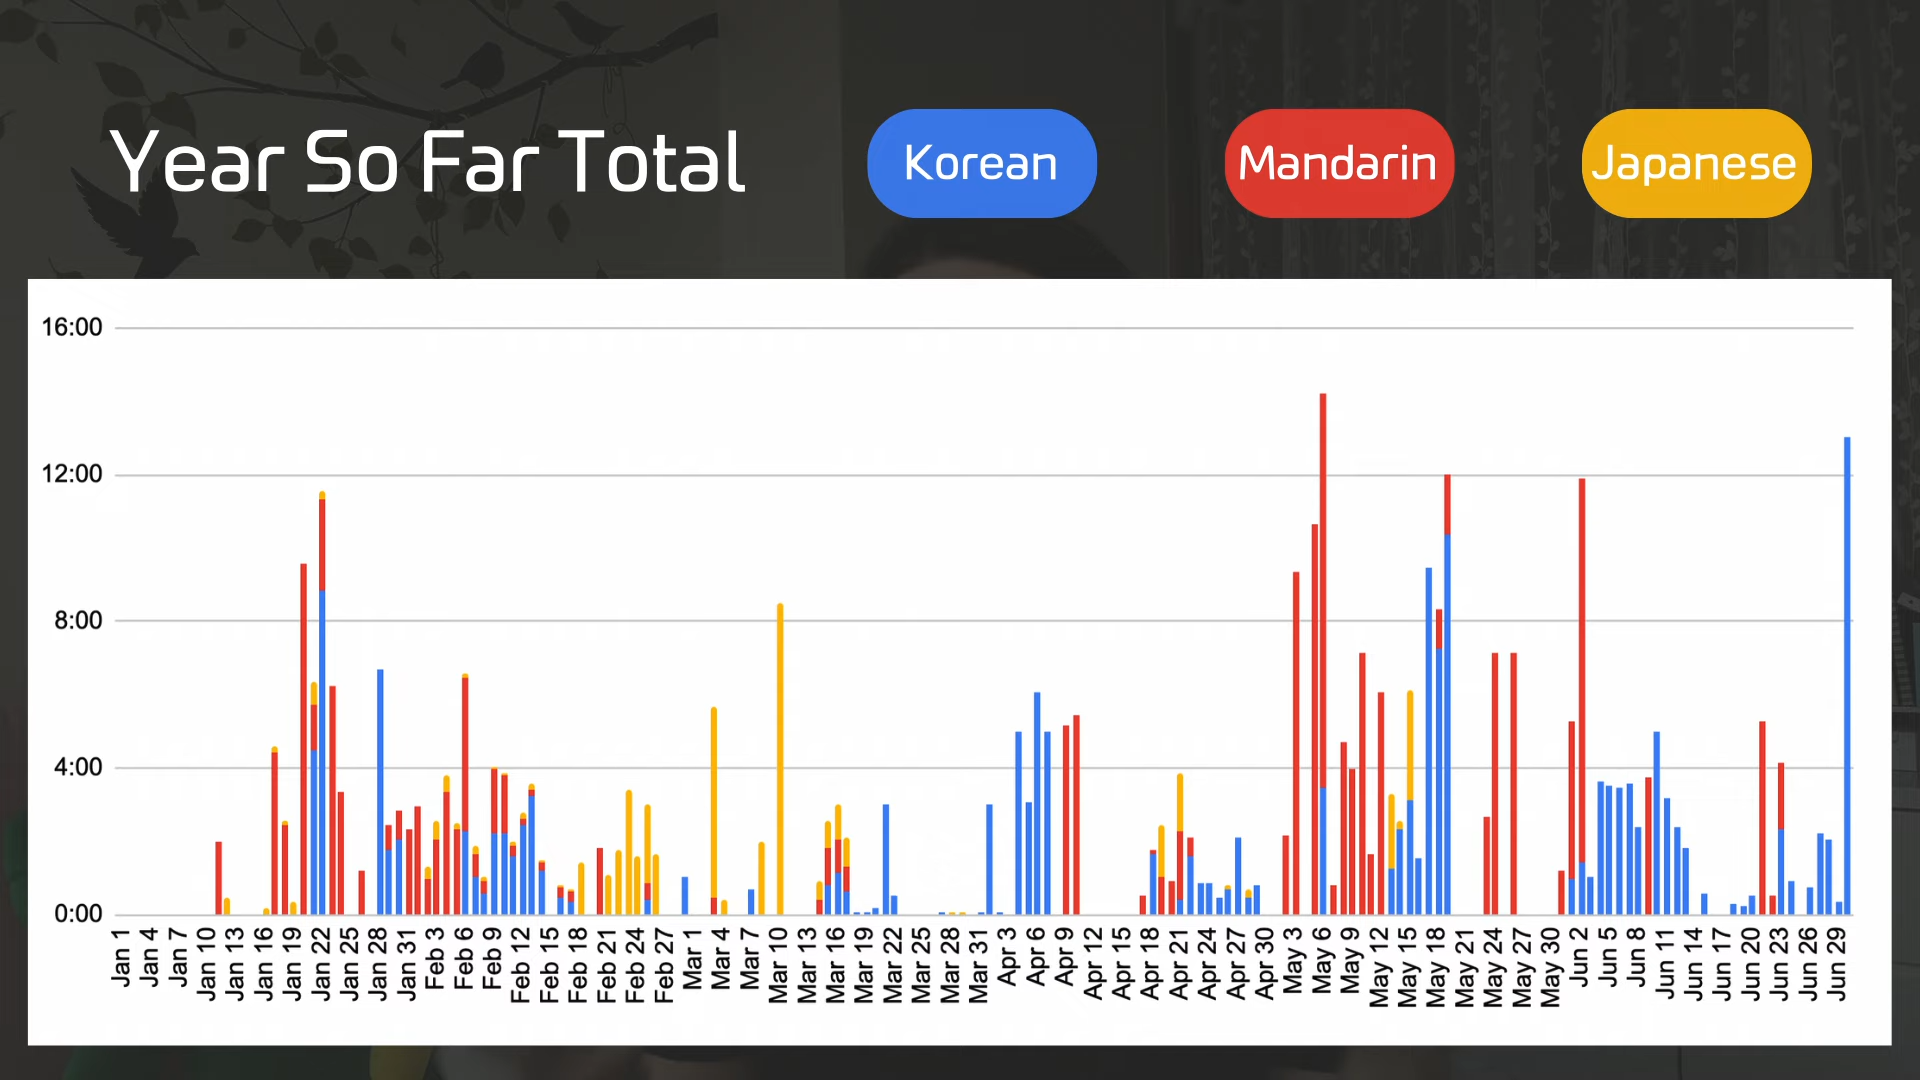 Year So Far Total
Korean
Mandarin
Japanese
16:00
12:00
8:00
4:00
0:00
Jan 1
Jan 4
Jan 7
Jan 10
Jan 13
Jan 16
Jan 19
Jan 22
Jan 25
Jan 28
Jan 31
Feb 3
Feb 6
Feb 9
Feb 12
Feb 15
Feb 18
Feb 21
Feb 24
Feb 27
Mar 1
Mar 4
Mar 7
Mar 10
Mar 13
Mar 16
Mar 19
Mar 22
Mar 25
Mar 28
Mar 31
Apr 3
Apr 6
Apr 9
Apr 12
Apr 15
Apr 18
Apr 21
Apr 24
Apr 27
Apr 30
May 3
May 6
May 9
May 12
May 15
May 18
May 21
May 24
May 27
May 30
Jun 2
Jun 5
Jun 8
Jun 11
Jun 14
Jun 17
Jun 20
Jun 23
Jun 26
Jun 29